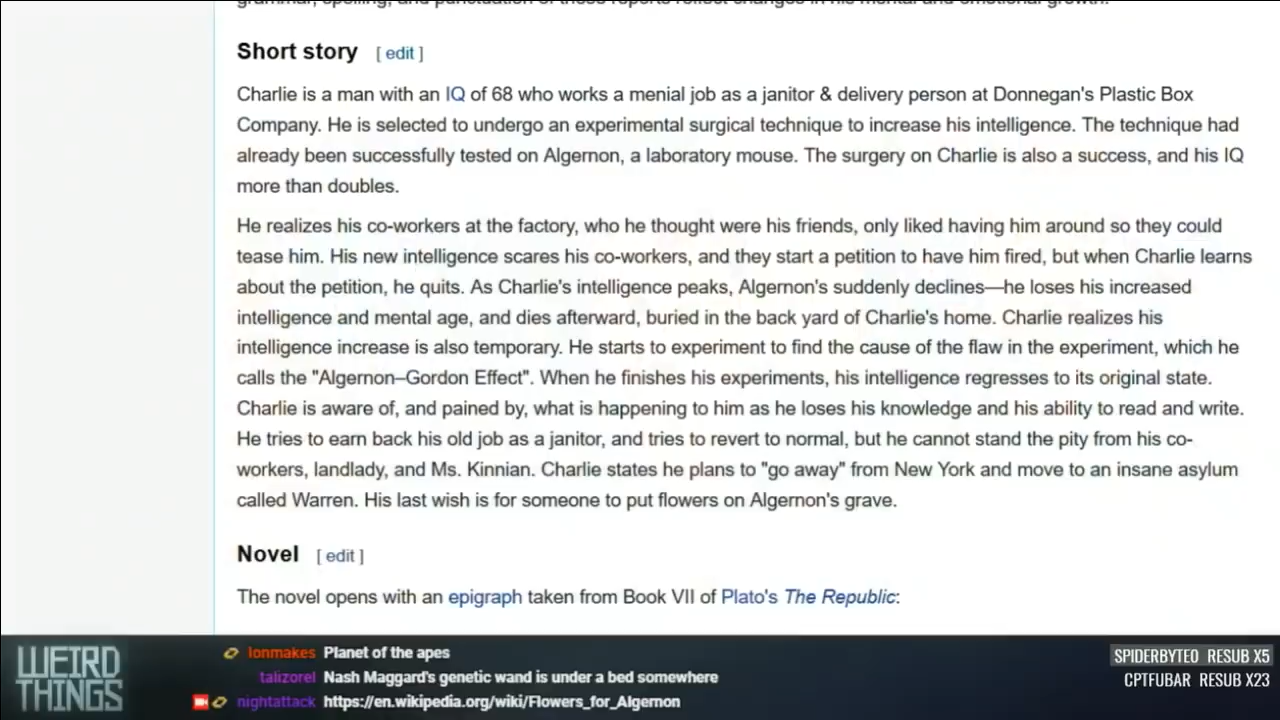 grammar, spelling, and punctuation of these reports reflect changes in his mental and emotional growth.
Short story [ edit ]
Charlie is a man with an IQ of 68 who works a menial job as a janitor & delivery person at Donnegan's Plastic Box
Company. He is selected to undergo an experimental surgical technique to increase his intelligence. The technique had
already been successfully tested on Algernon, a laboratory mouse. The surgery on Charlie is also a success, and his IQ
more than doubles.
He realizes his co-workers at the factory, who he thought were his friends, only liked having him around so they could
tease him. His new intelligence scares his co-workers, and they start a petition to have him fired, but when Charlie learns
about the petition, he quits. As Charlie's intelligence peaks, Algernon's suddenly declines—he loses his increased
intelligence and mental age, and dies afterward, buried in the back yard of Charlie's home. Charlie realizes his
intelligence increase is also temporary. He starts to experiment to find the cause of the flaw in the experiment, which he
calls the "Algernon–Gordon Effect". When he finishes his experiments, his intelligence regresses to its original state.
Charlie is aware of, and pained by, what is happening to him as he loses his knowledge and his ability to read and write.
He tries to earn back his old job as a janitor, and tries to revert to normal, but he cannot stand the pity from his co-
workers, landlady, and Ms. Kinnian. Charlie states he plans to "go away" from New York and move to an insane asylum
called Warren. His last wish is for someone to put flowers on Algernon's grave.
Novel [ edit ]
The novel opens with an epigraph taken from Book VII of Plato's The Republic:
WEIRD
THINGS
lonmakes Planet of the apes
talizorel Nash Maggard's genetic wand is under a bed somewhere
nightattack https://en.wikipedia.org/wiki/Flowers_for_Algernon
SPIDERBYTE0 RESUB X5
CPTFUBAR RESUB X23